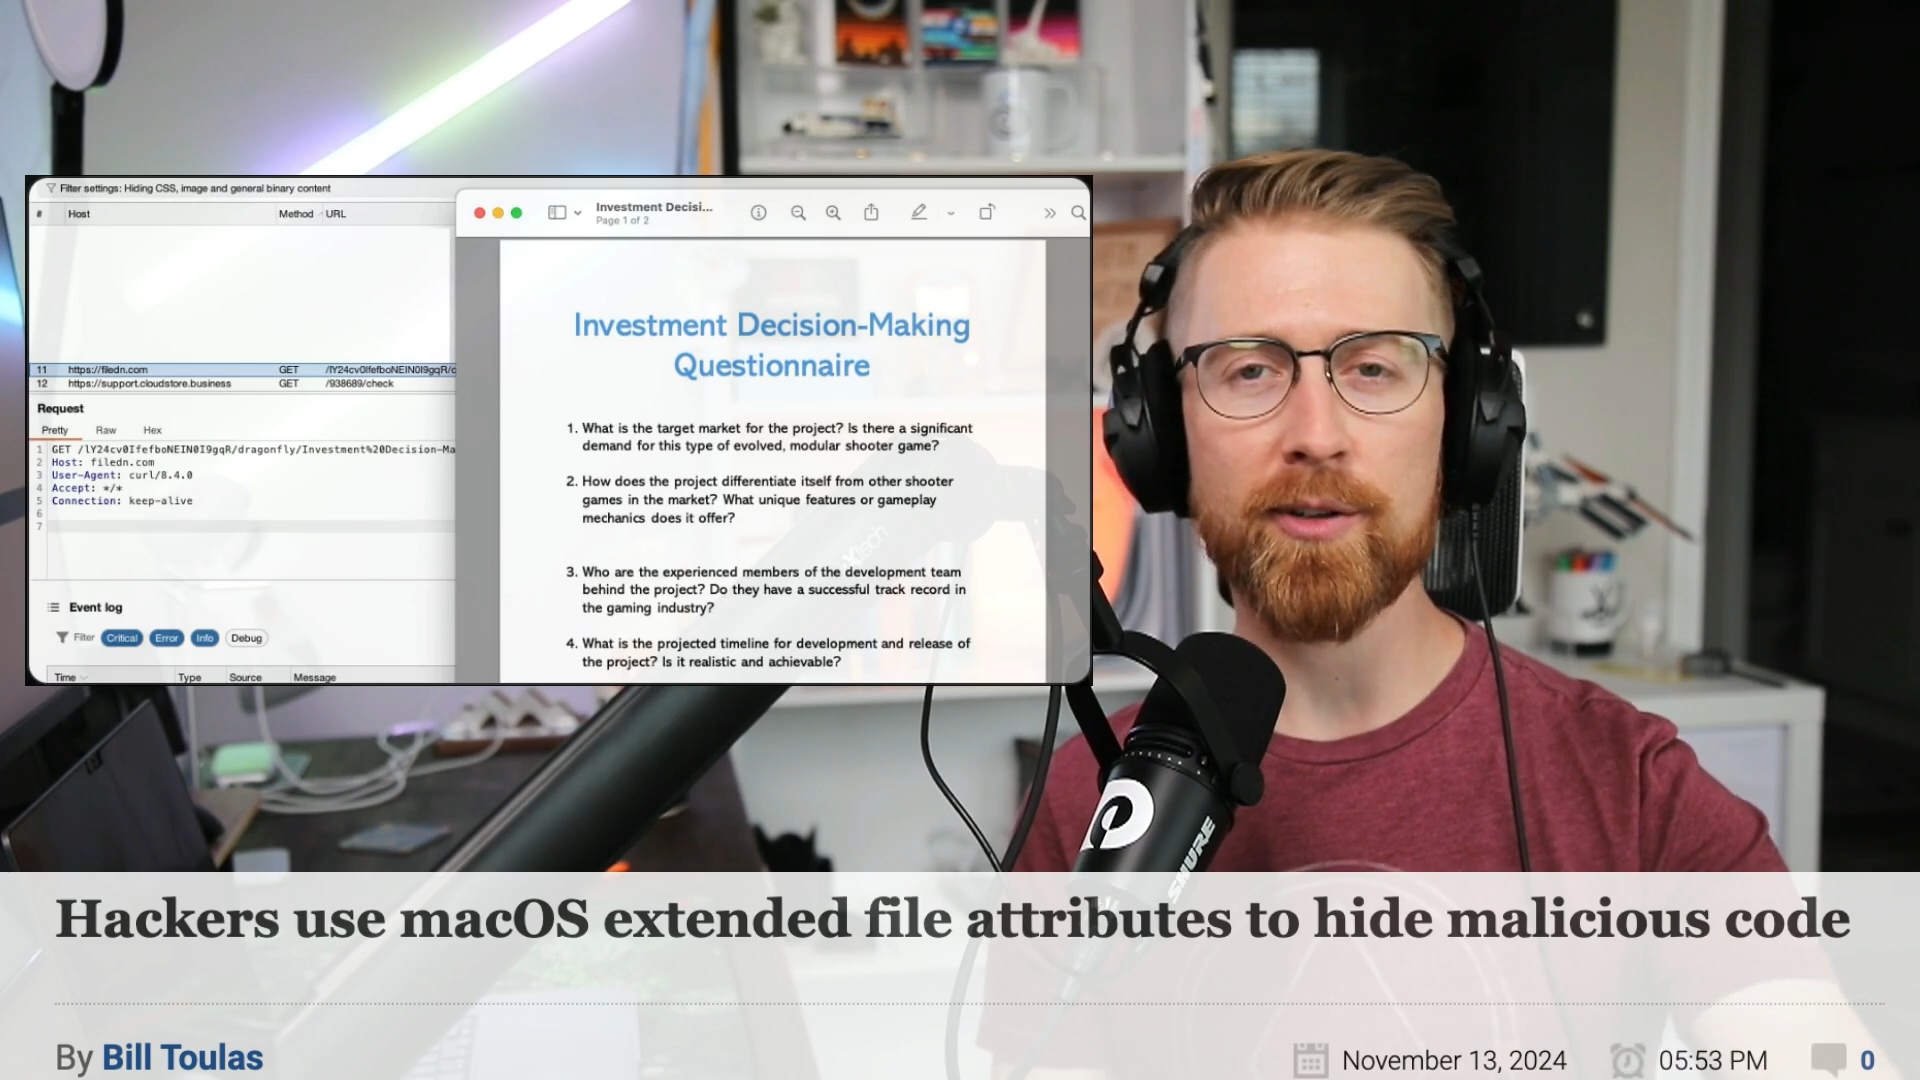 Filter settings: Hiding CSS, image and general binary content
# Host Method URL
11 https://filedn.com GET
12 https://support.cloudstore.business GET /938689/check
Request
Pretty Raw Hex
1 GET /lY24cv0IfefboNEIN0I9gqR/dragonfly/Investment%20Decision-Ma
2 Host: filedn.com
3 User-Agent: curl/8.4.0
4 Accept: */*
5 Connection: keep-alive
6
7
Event log
Filter Critical Error Info Debug
Time Type Source Message
Investment Decisi...
Page 1 of 2
Investment Decision-Making
Questionnaire
1. What is the target market for the project? Is there a significant
demand for this type of evolved, modular shooter game?
2. How does the project differentiate itself from other shooter
games in the market? What unique features or gameplay
mechanics does it offer?
3. Who are the experienced members of the development team
behind the project? Do they have a successful track record in
the gaming industry?
4. What is the projected timeline for development and release of
the project? Is it realistic and achievable?
SHURE
Hackers use macOS extended file attributes to hide malicious code
By Bill Toulas
November 13, 2024
05:53 PM
0